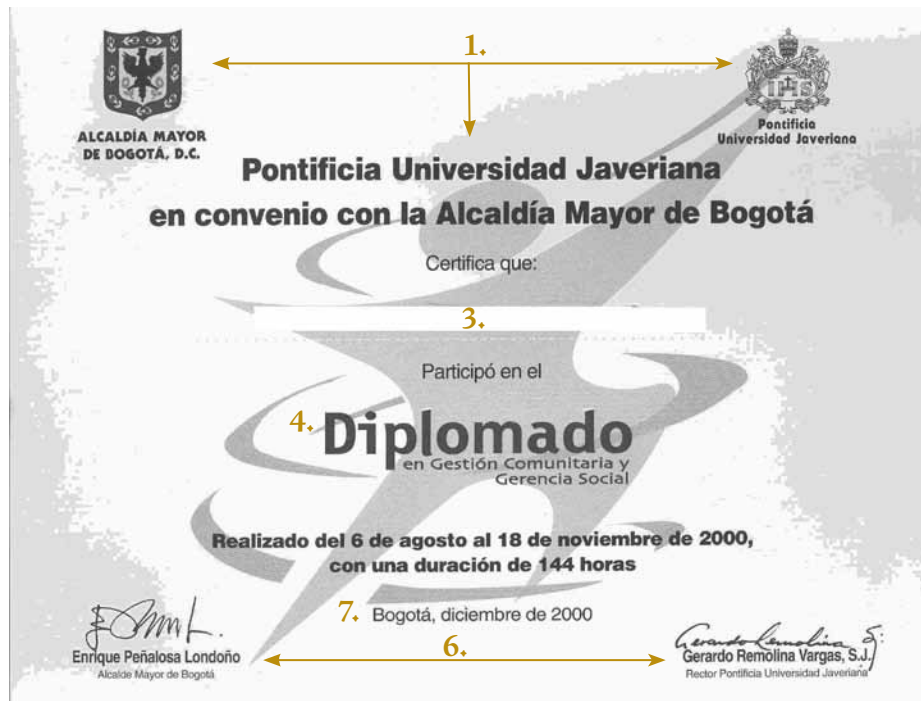 1.
ALCALDÍA MAYOR
DE BOGOTÁ, D.C.
IHS
Pontificia
Universidad Javeriana
Pontificia Universidad Javeriana
en convenio con la Alcaldía Mayor de Bogotá
Certifica que:
3.
Participó en el
4. Diplomado
en Gestión Comunitaria y
Gerencia Social
Realizado del 6 de agosto al 18 de noviembre de 2000,
con una duración de 144 horas
7. Bogotá, diciembre de 2000
6.
Enrique Peñalosa Londoño
Alcalde Mayor de Bogotá
Gerardo Remolina S.J.
Gerardo Remolina Vargas, S.J.
Rector Pontificia Universidad Javeriana